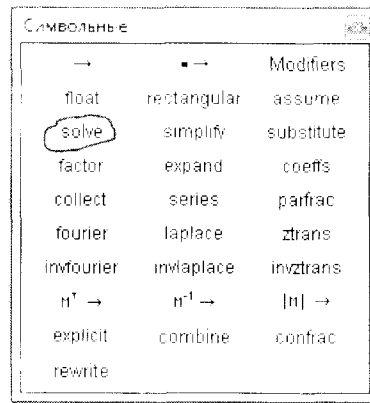 Символьные
→ ▪ → Modifiers
float rectangular assume
solve simplify substitute
factor expand coeffs
collect series parfrac
fourier laplace ztrans
invfourier invlaplace invztrans
Mᵀ → M⁻¹ → |M| →
explicit combine confrac
rewrite